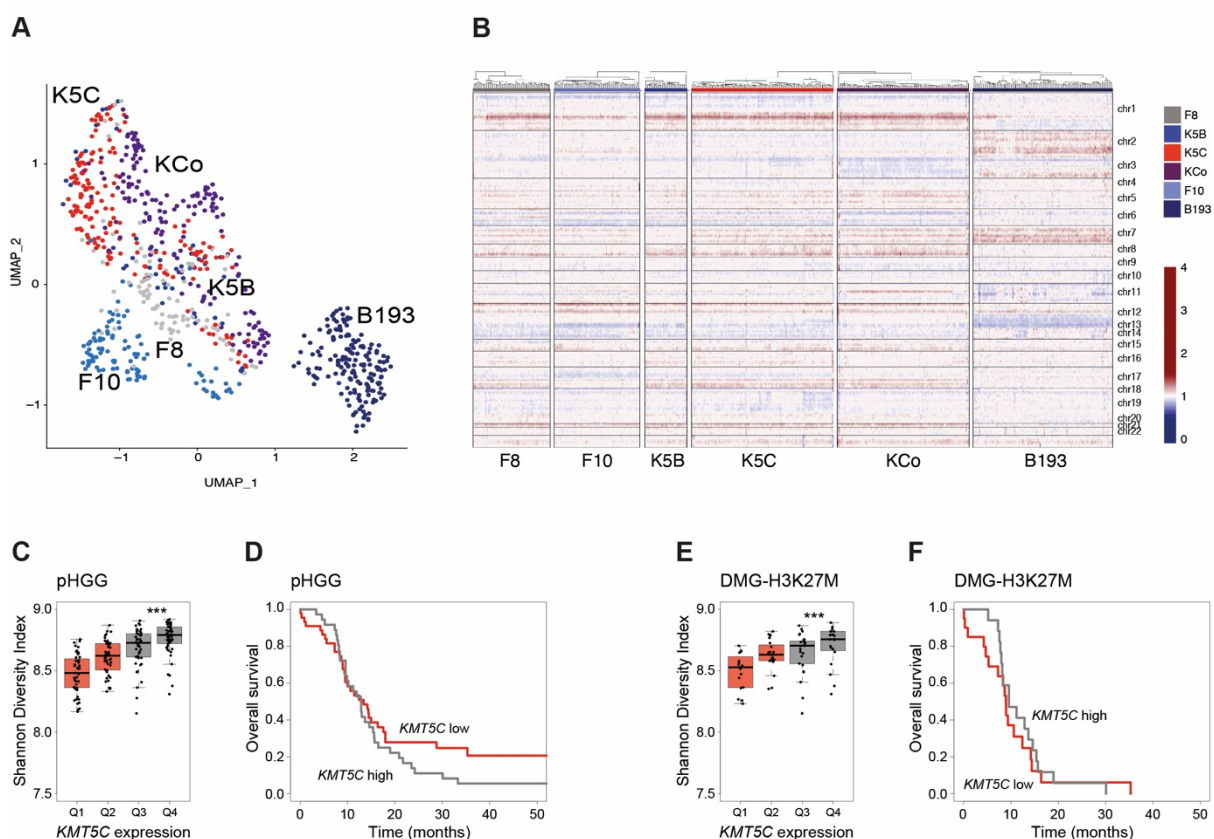 A
K5C
KCo
K5B
B193
F8
F10
UMAP_2
1
0
−1
−1
0
1
2
UMAP_1
B
chr1
chr2
chr3
chr4
chr5
chr6
chr7
chr8
chr9
chr10
chr11
chr12
chr13
chr14
chr15
chr16
chr17
chr18
chr19
chr20
chr21
chr22
F8
K5B
K5C
KCo
F10
B193
4
3
2
1
0
F8 F10 K5B K5C KCo B193
C
pHGG
Shannon Diversity Index
9.0
8.5
8.0
7.5
***
Q1 Q2 Q3 Q4
KMT5C expression
D
pHGG
Overall survival
1.0
0.8
0.6
0.4
0.2
0.0
KMT5C low
KMT5C high
0 10 20 30 40 50
Time (months)
E
DMG-H3K27M
Shannon Diversity Index
9.0
8.5
8.0
7.5
***
Q1 Q2 Q3 Q4
KMT5C expression
F
DMG-H3K27M
Overall survival
1.0
0.8
0.6
0.4
0.2
0.0
KMT5C high
KMT5C low
0 10 20 30 40 50
Time (months)